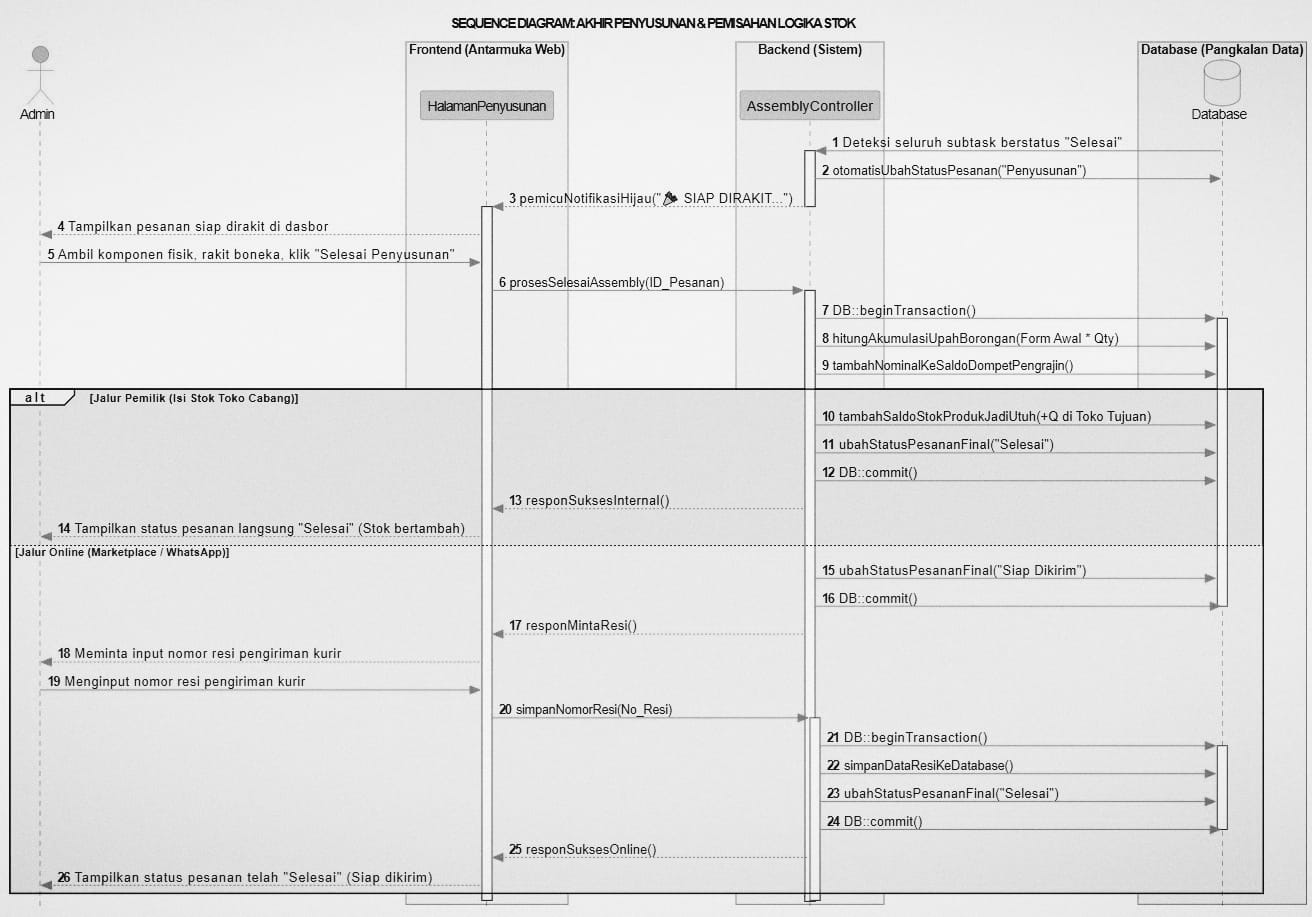 SEQUENCE DIAGRAM: AKHIR PENYUSUNAN & PEMISAHAN LOGIKA STOK
Frontend (Antarmuka Web)
Backend (Sistem)
Database (Pangkalan Data)
Admin
HalamanPenyusunan
AssemblyController
Database
1 Deteksi seluruh subtask berstatus "Selesai"
2 otomatisUbahStatusPesanan("Penyusunan")
3 pemicuNotifikasiHijau(" SIAP DIRAKIT...")
4 Tampilkan pesanan siap dirakit di dasbor
5 Ambil komponen fisik, rakit boneka, klik "Selesai Penyusunan"
6 prosesSelesaiAssembly(ID_Pesanan)
7 DB::beginTransaction()
8 hitungAkumulasiUpahBorongan(Form Awal * Qty)
9 tambahNominalKeSaldoDompetPengrajin()
alt [Jalur Pemilik (Isi Stok Toko Cabang)]
10 tambahSaldoStokProdukJadiUtuh(+Q di Toko Tujuan)
11 ubahStatusPesananFinal("Selesai")
12 DB::commit()
13 responSuksesInternal()
14 Tampilkan status pesanan langsung "Selesai" (Stok bertambah)
[Jalur Online (Marketplace / WhatsApp)]
15 ubahStatusPesananFinal("Siap Dikirim")
16 DB::commit()
17 responMintaResi()
18 Meminta input nomor resi pengiriman kurir
19 Menginput nomor resi pengiriman kurir
20 simpanNomorResi(No_Resi)
21 DB::beginTransaction()
22 simpanDataResiKeDatabase()
23 ubahStatusPesananFinal("Selesai")
24 DB::commit()
25 responSuksesOnline()
26 Tampilkan status pesanan telah "Selesai" (Siap dikirim)